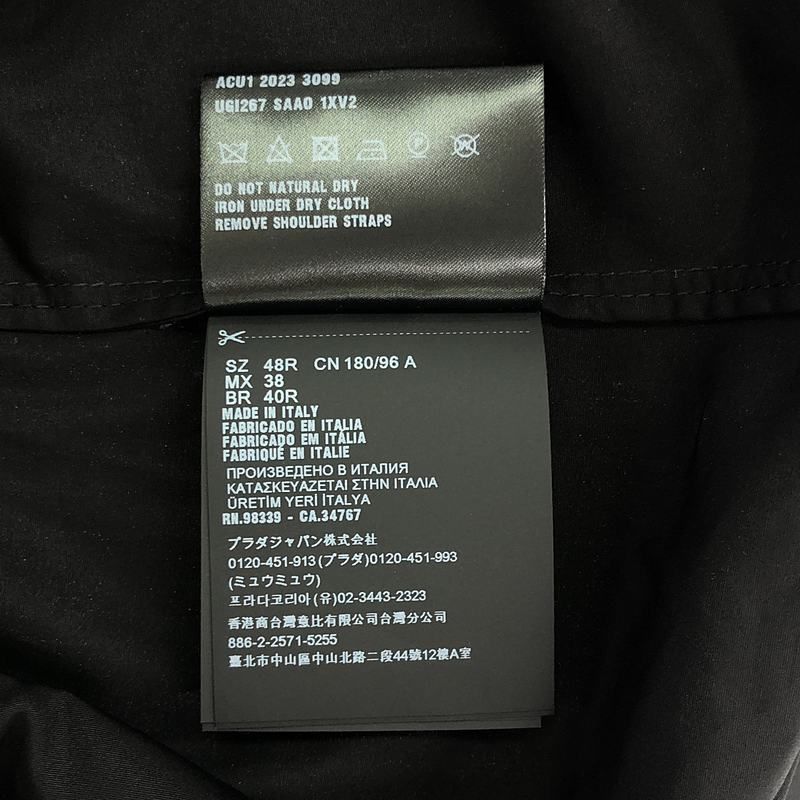 ACU1 2023 3099
UGI267 SAAO 1XV2
DO NOT NATURAL DRY
IRON UNDER DRY CLOTH
REMOVE SHOULDER STRAPS
SZ 48R CN 180/96 A
MX 38
BR 40R
MADE IN ITALY
FABRICADO EN ITALIA
FABRICADO EM ITÁLIA
FABRIQUÉ EN ITALIE
ПРОИЗВЕДЕНО В ИТАЛИЯ
ΚΑΤΑΣΚΕΥΑΖΕΤΑΙ ΣΤΗΝ ΙΤΑΛΙΑ
ÜRETİM YERİ İTALYA
RN.98339 - CA.34767
プラダジャパン株式会社
0120-451-913(プラダ)0120-451-993
(ミュウミュウ)
프라다코리아(유)02-3443-2323
香港商台灣意比有限公司台灣分公司
886-2-2571-5255
臺北市中山區中山北路二段44號12樓A室